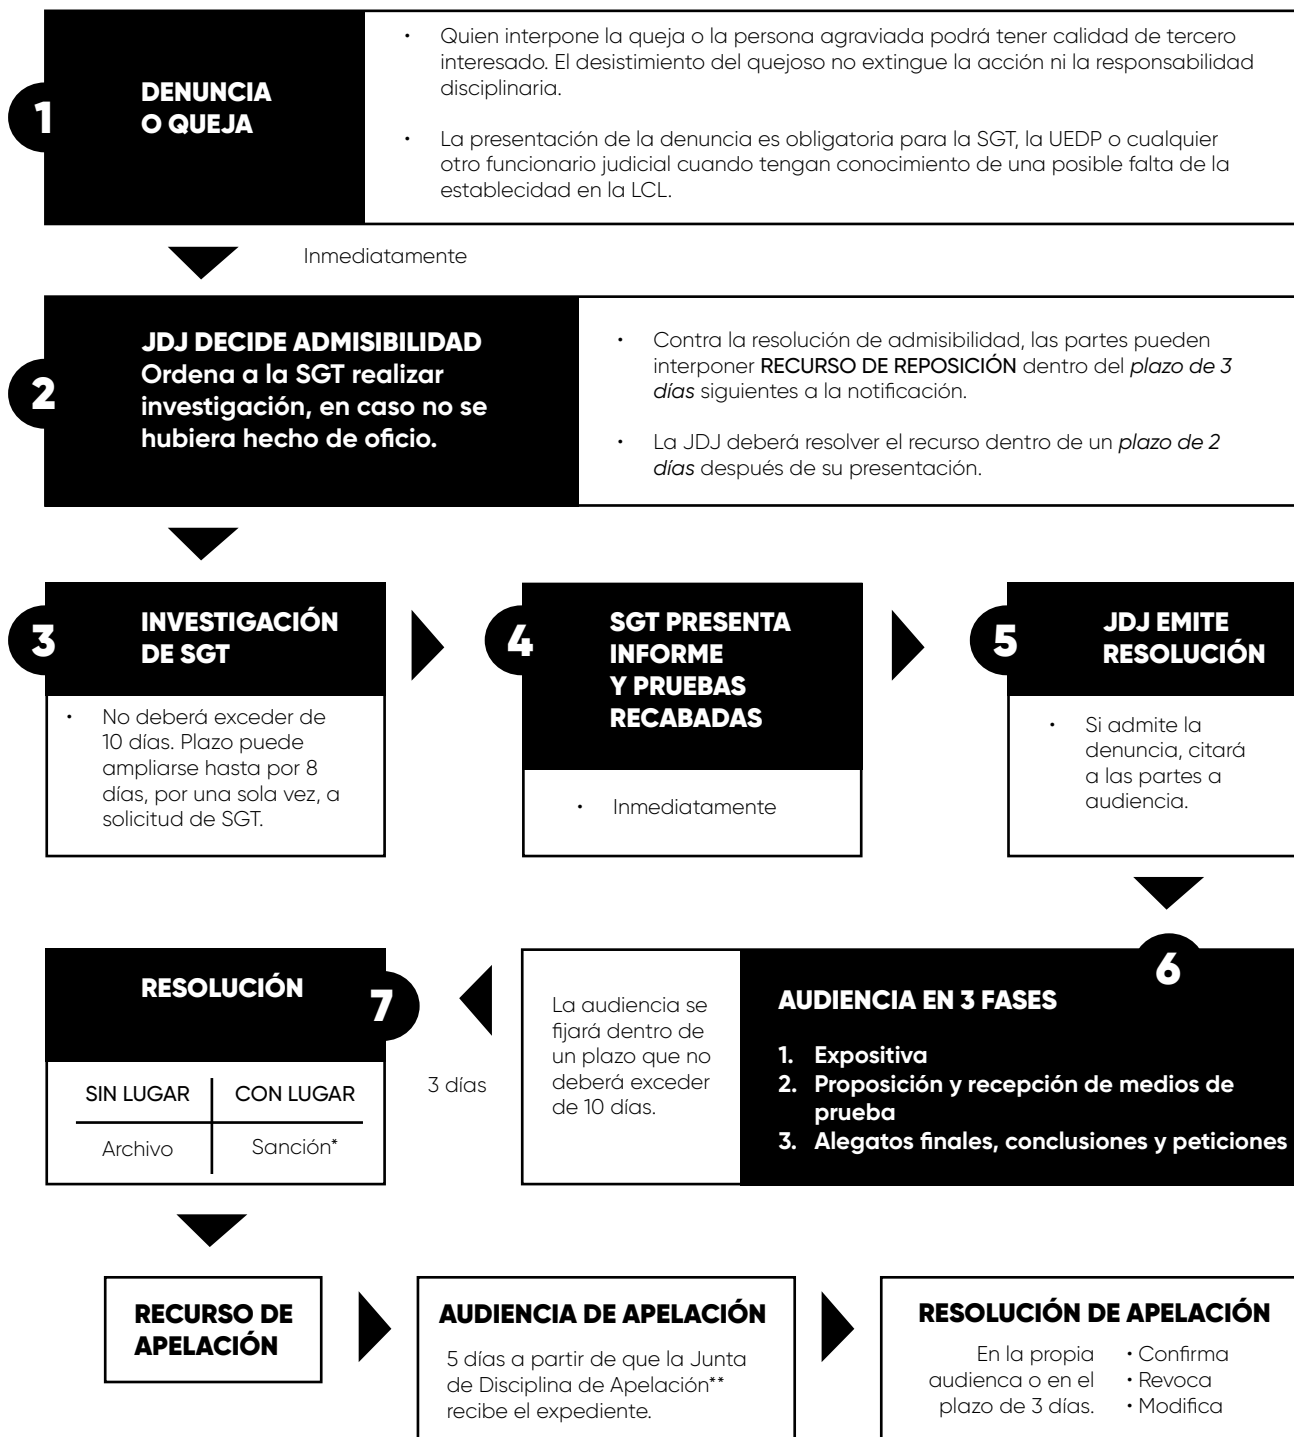 1
DENUNCIA
O QUEJA
• Quien interpone la queja o la persona agraviada podrá tener calidad de tercero
interesado. El desistimiento del quejoso no extingue la acción ni la responsabilidad
disciplinaria.
• La presentación de la denuncia es obligatoria para la SGT, la UEDP o cualquier
otro funcionario judicial cuando tengan conocimiento de una posible falta de la
establecidad en la LCL.
Inmediatamente
2
JDJ DECIDE ADMISIBILIDAD
Ordena a la SGT realizar
investigación, en caso no se
hubiera hecho de oficio.
• Contra la resolución de admisibilidad, las partes pueden
interponer RECURSO DE REPOSICIÓN dentro del plazo de 3
días siguientes a la notificación.
• La JDJ deberá resolver el recurso dentro de un plazo de 2
días después de su presentación.
3
INVESTIGACIÓN
DE SGT
• No deberá exceder de
10 días. Plazo puede
ampliarse hasta por 8
días, por una sola vez, a
solicitud de SGT.
4
SGT PRESENTA
INFORME
Y PRUEBAS
RECABADAS
• Inmediatamente
5
JDJ EMITE
RESOLUCIÓN
• Si admite la
denuncia, citará
a las partes a
audiencia.
6
AUDIENCIA EN 3 FASES
1. Expositiva
2. Proposición y recepción de medios de
prueba
3. Alegatos finales, conclusiones y peticiones
La audiencia se
fijará dentro de
un plazo que no
deberá exceder
de 10 días.
3 días
7
RESOLUCIÓN
SIN LUGAR
CON LUGAR
Archivo
Sanción*
RECURSO DE
APELACIÓN
AUDIENCIA DE APELACIÓN
5 días a partir de que la Junta
de Disciplina de Apelación**
recibe el expediente.
RESOLUCIÓN DE APELACIÓN
En la propia
audienca o en el
plazo de 3 días.
• Confirma
• Revoca
• Modifica